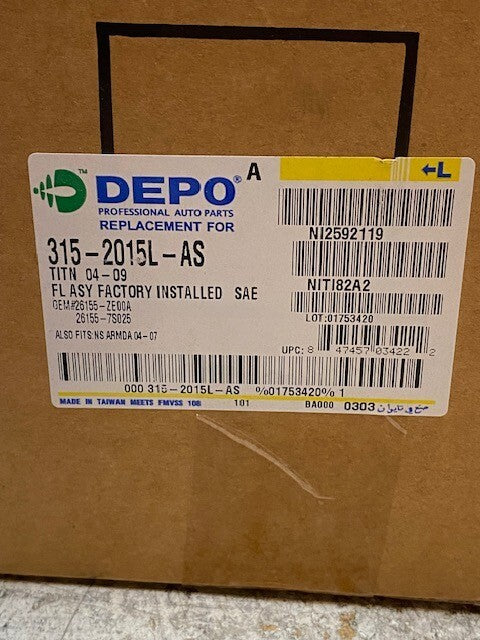 ™
DEPO® A ←L
PROFESSIONAL AUTO PARTS
REPLACEMENT FOR
315-2015L-AS
TITN 04-09
FL ASY FACTORY INSTALLED SAE
OEM#26155-ZE00A
26155-7S025
ALSO FITS:NS ARMDA 04-07
NI2592119
NITI82A2
LOT:01753420
UPC: 8 47457 03422 2
000 315-2015L-AS %01753420% 1
MADE IN TAIWAN MEETS FMVSS 108 101 BA000 0303